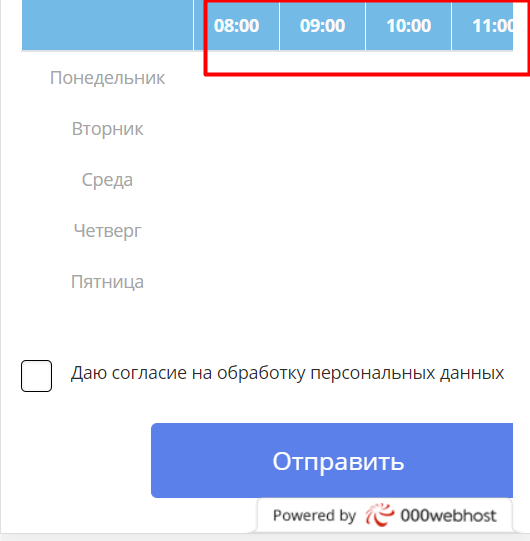 08:00 09:00 10:00 11:00
Понедельник
Вторник
Среда
Четверг
Пятница
Даю согласие на обработку персональных данных
Отправить
Powered by 000webhost